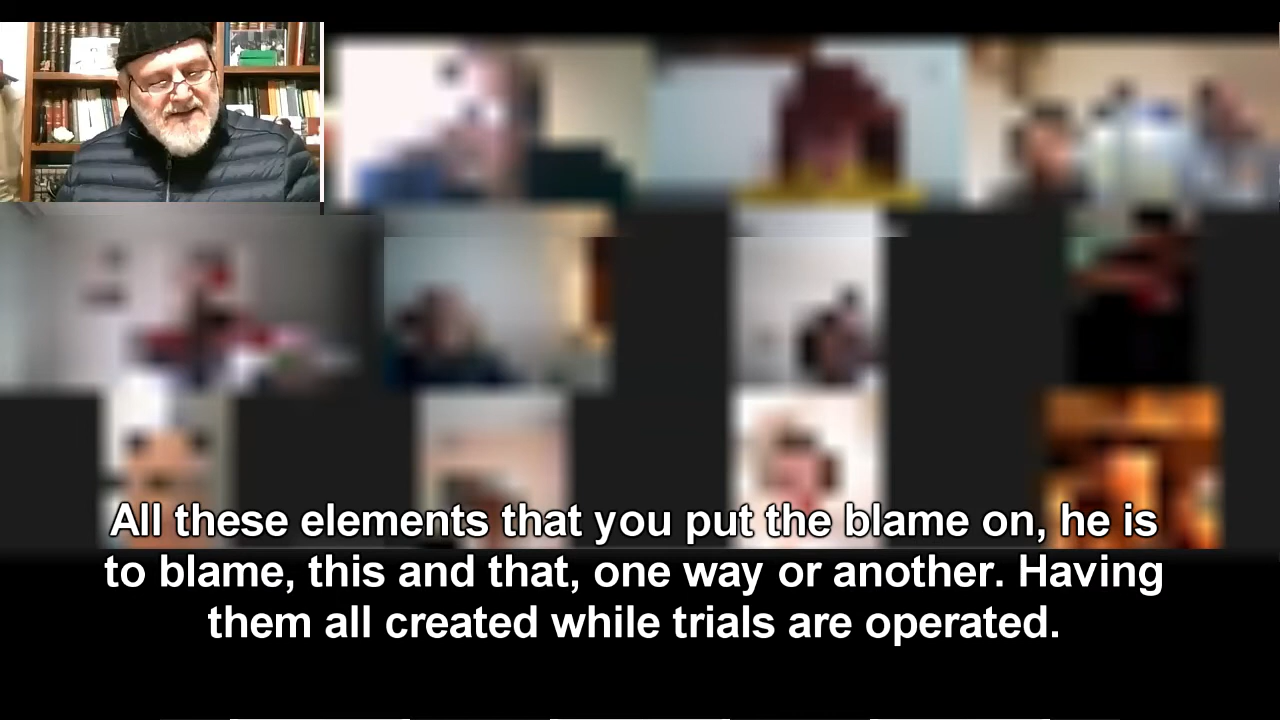 All these elements that you put the blame on, he is
to blame, this and that, one way or another. Having
them all created while trials are operated.